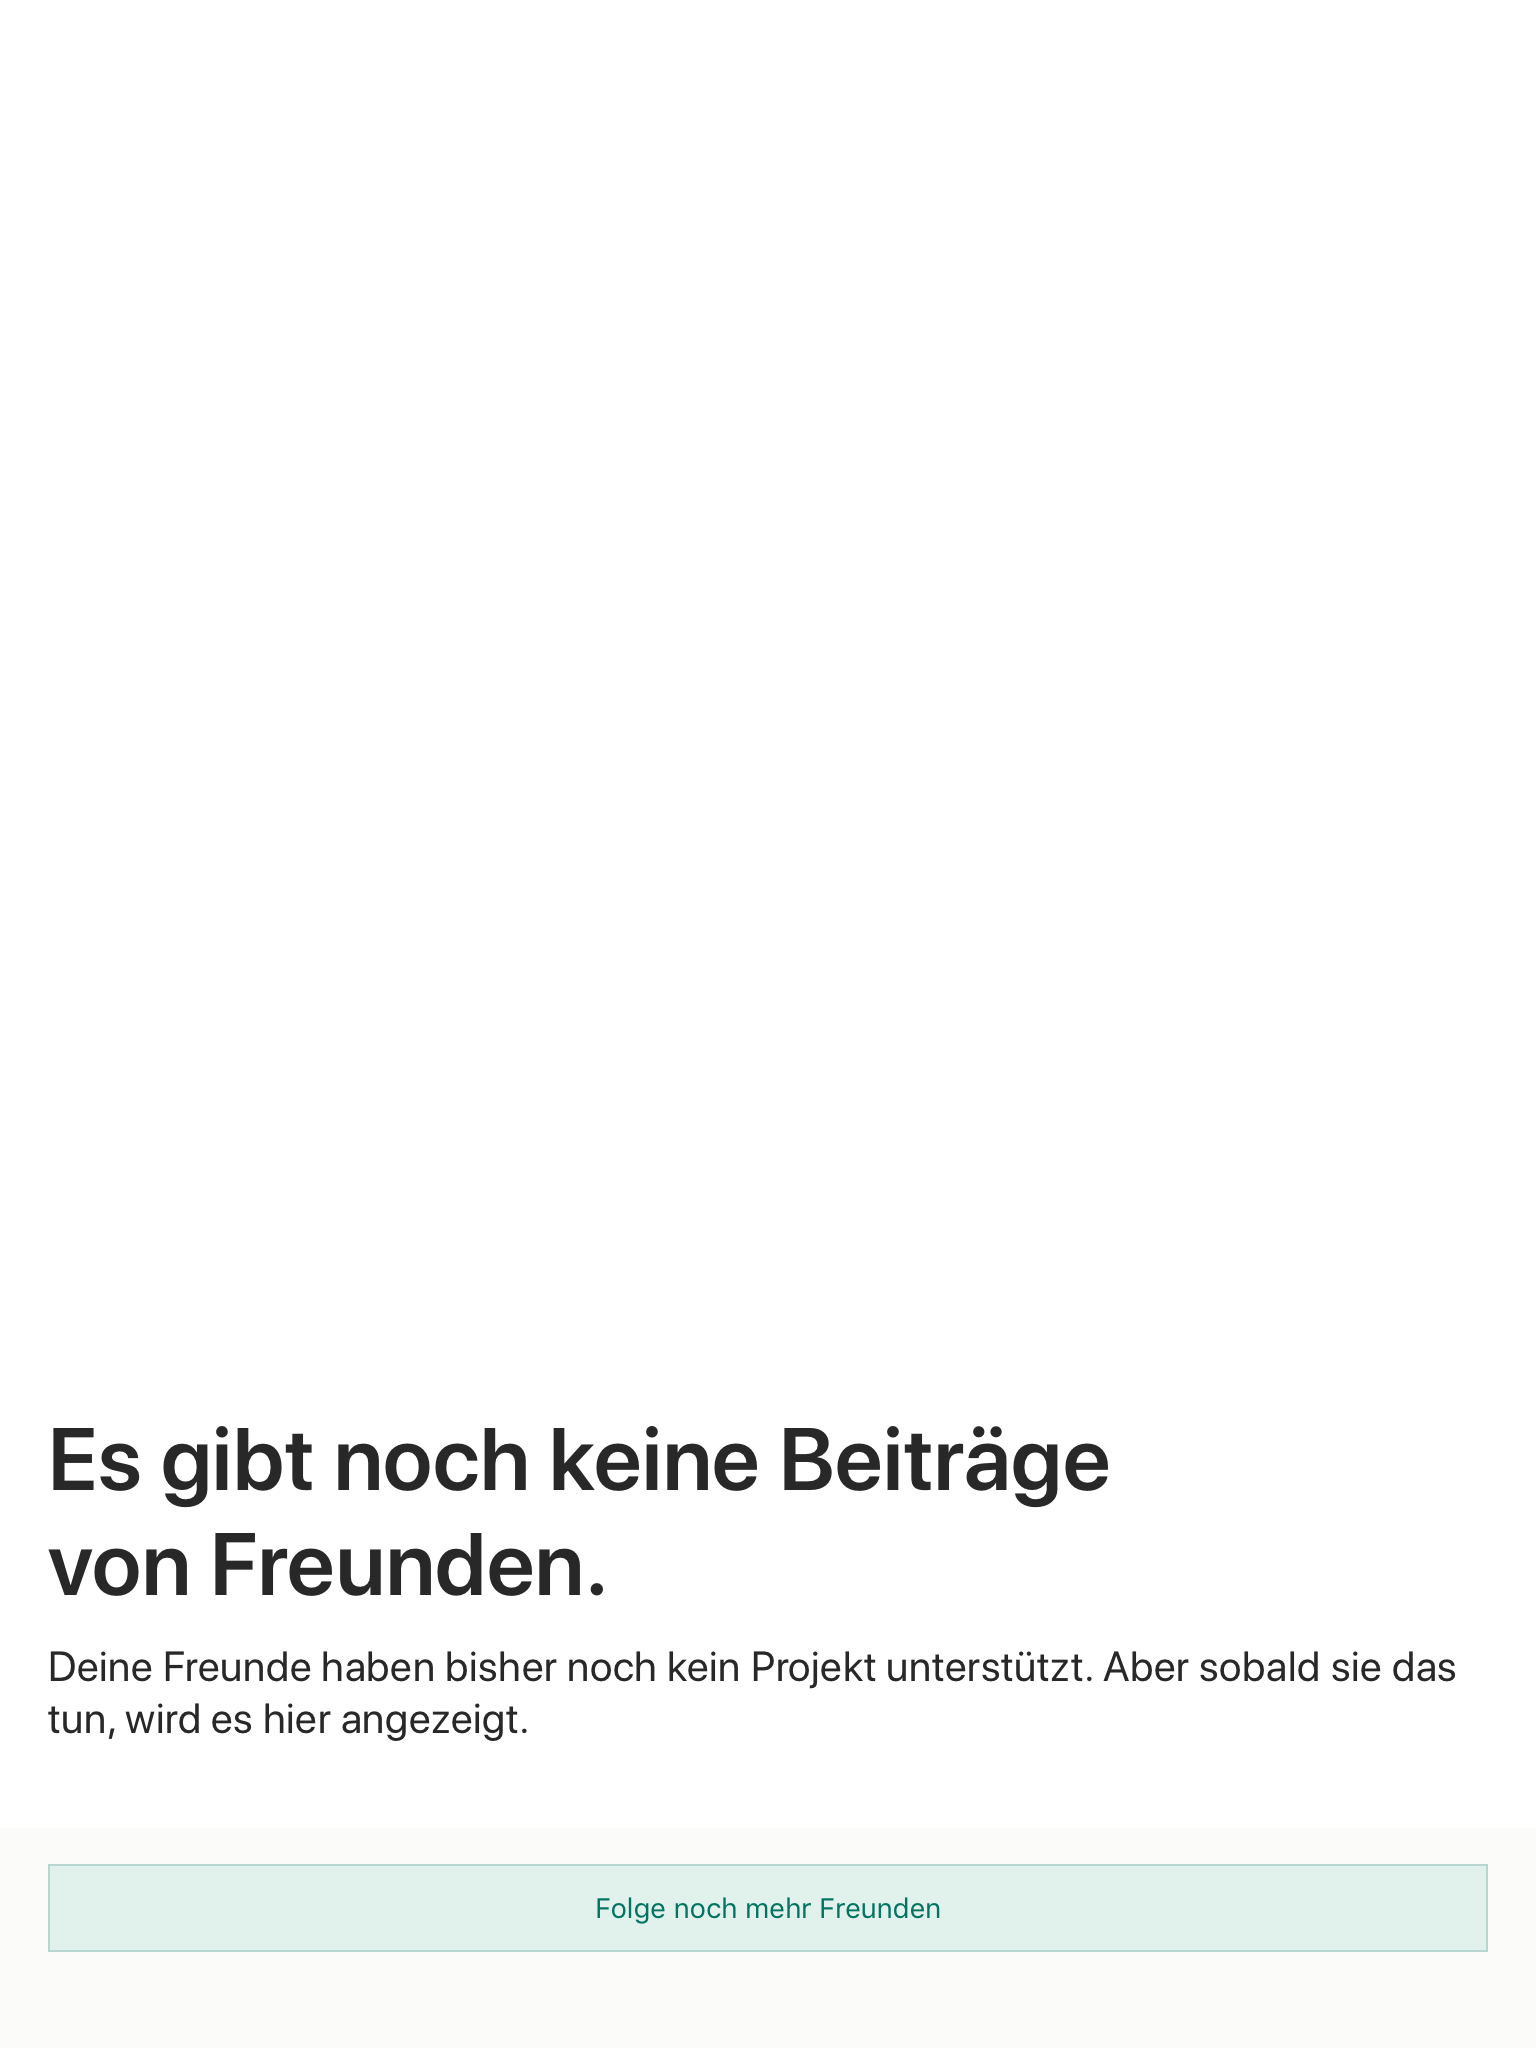 Es gibt noch keine Beiträge
von Freunden.
Deine Freunde haben bisher noch kein Projekt unterstützt. Aber sobald sie das
tun, wird es hier angezeigt.
Folge noch mehr Freunden